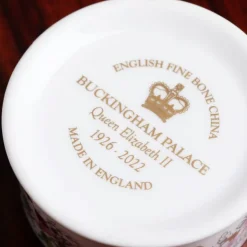 ENGLISH FINE BONE CHINA
BUCKINGHAM PALACE
Queen Elizabeth II
1926 - 2022
MADE IN ENGLAND